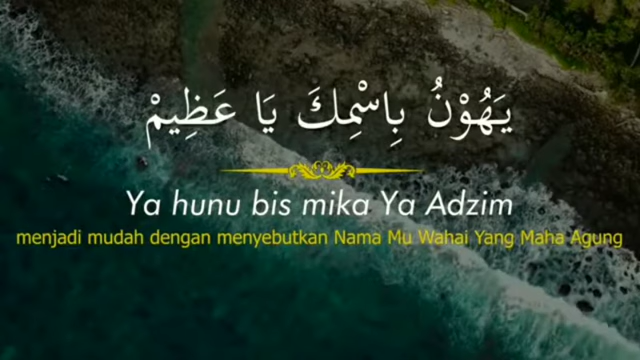 يَهُوْنُ بِاسْمِكَ يَا عَظِيمْ
Ya hunu bis mika Ya Adzim
menjadi mudah dengan menyebutkan Nama Mu Wahai Yang Maha Agung